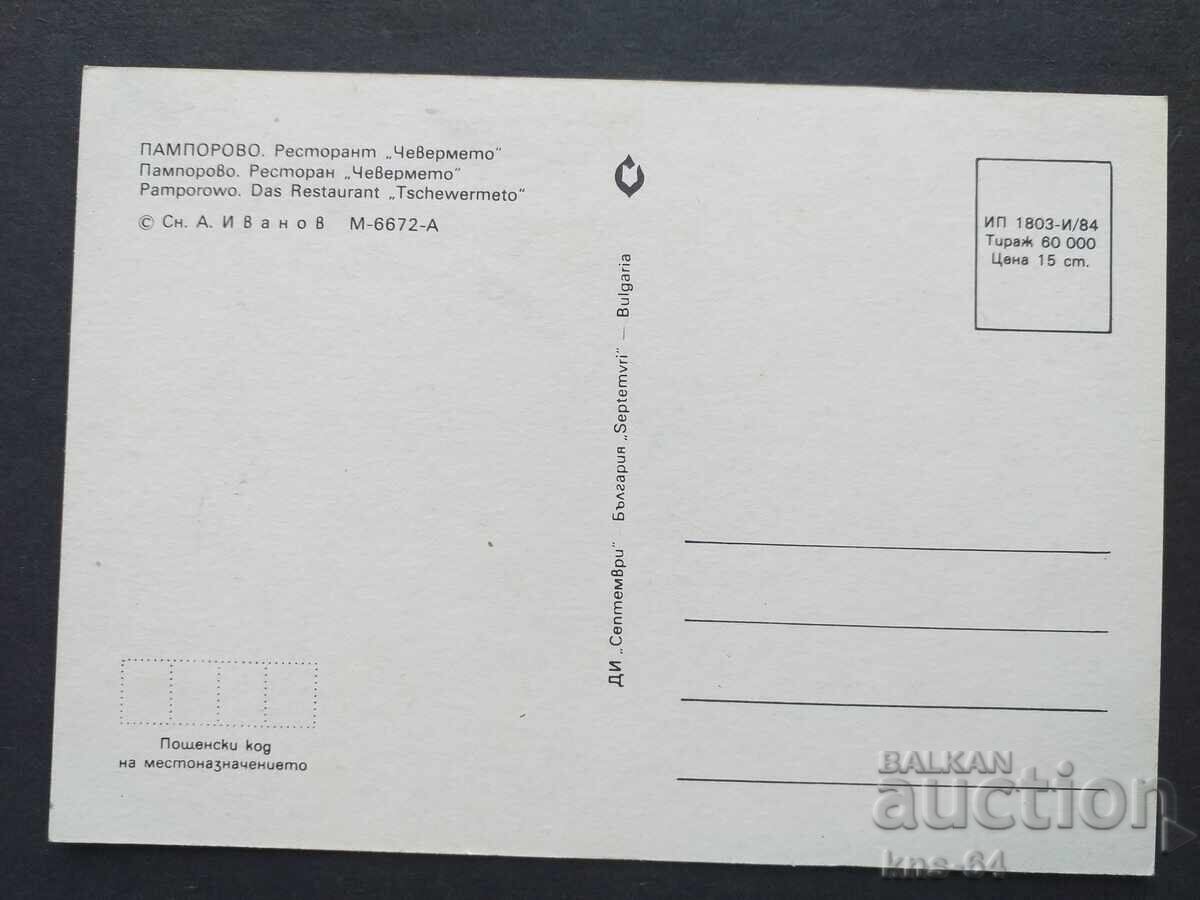 ПАМПОРОВО. Ресторант „Чевермето“
Пампорово. Ресторан „Чевермето“
Pamporowo. Das Restaurant „Tschewermeto“
© Сн. А. Иванов М-6672-А
ДИ „Септември“ – България „Septemvri“ — Bulgaria
ИП 1803-И/84
Тираж 60 000
Цена 15 ст.
Пощенски код
на местоназначението
BALKAN
auction
kns-64